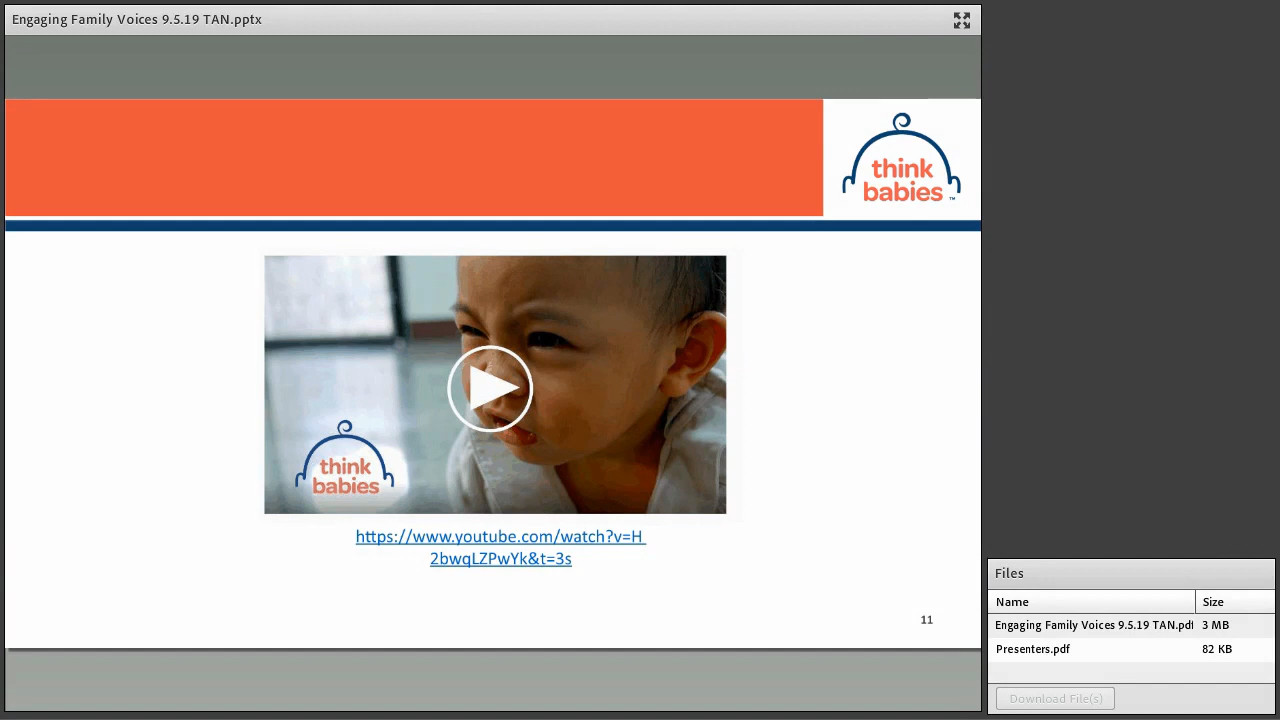 Engaging Family Voices 9.5.19 TAN.pptx
think
babies ™
think
babies
https://www.youtube.com/watch?v=H
2bwqLZPwYk&t=3s
11
Files
Name Size
Engaging Family Voices 9.5.19 TAN.pdf 3 MB
Presenters.pdf 82 KB
Download File(s)